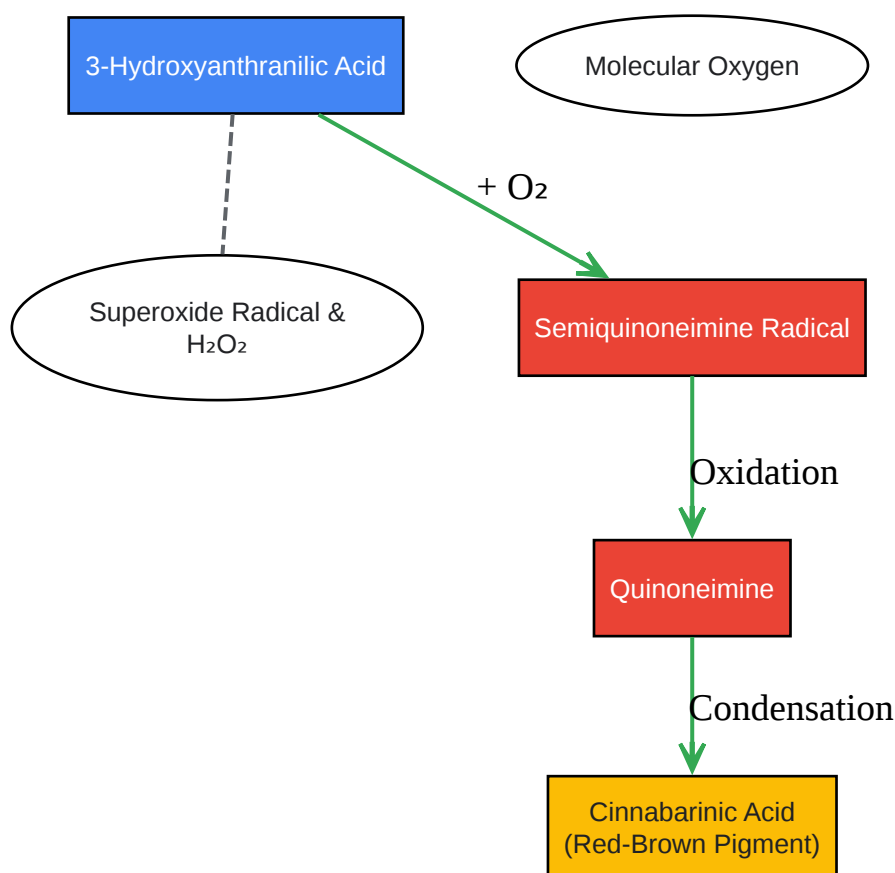 3-Hydroxyanthranilic Acid
Molecular Oxygen
+ O₂
Superoxide Radical &
H₂O₂
Semiquinoneimine Radical
Oxidation
Quinoneimine
Condensation
Cinnabarinic Acid
(Red-Brown Pigment)